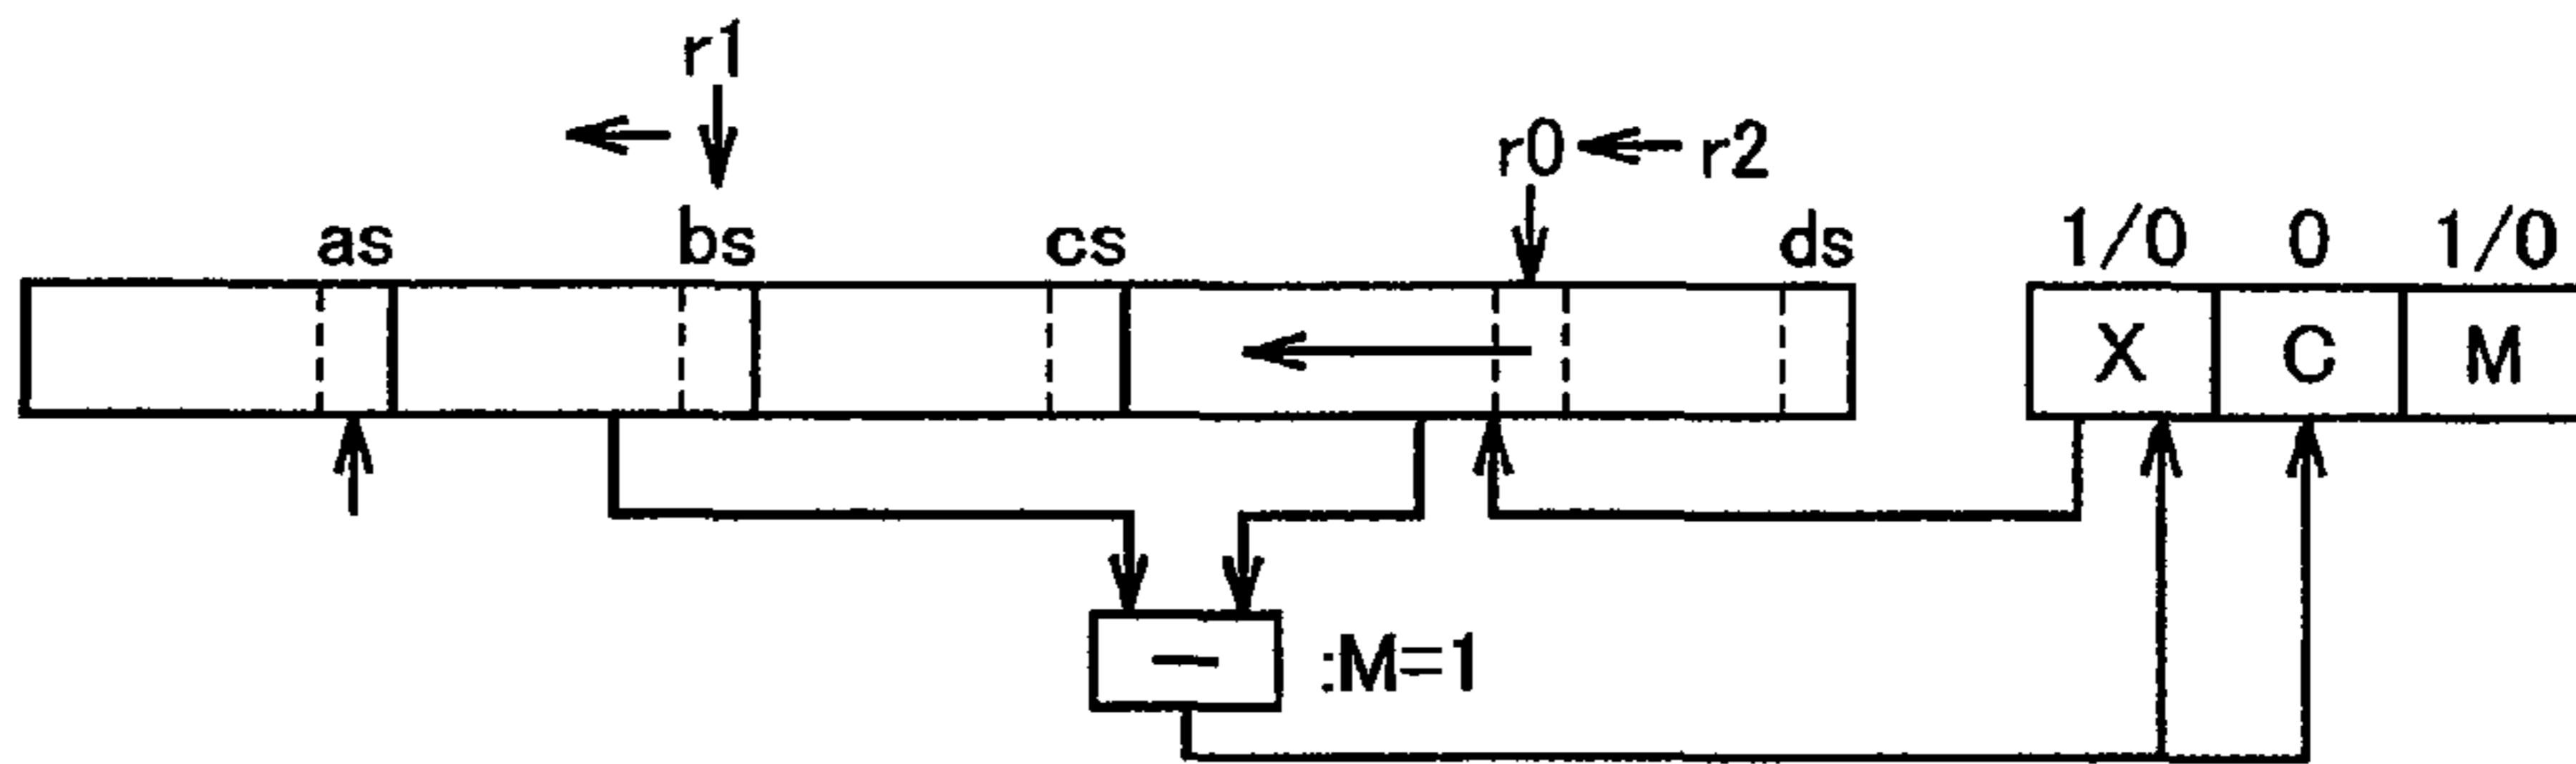 r1
r0 r2
as bs cs ds 1/0 0 1/0
X C M
− :M=1